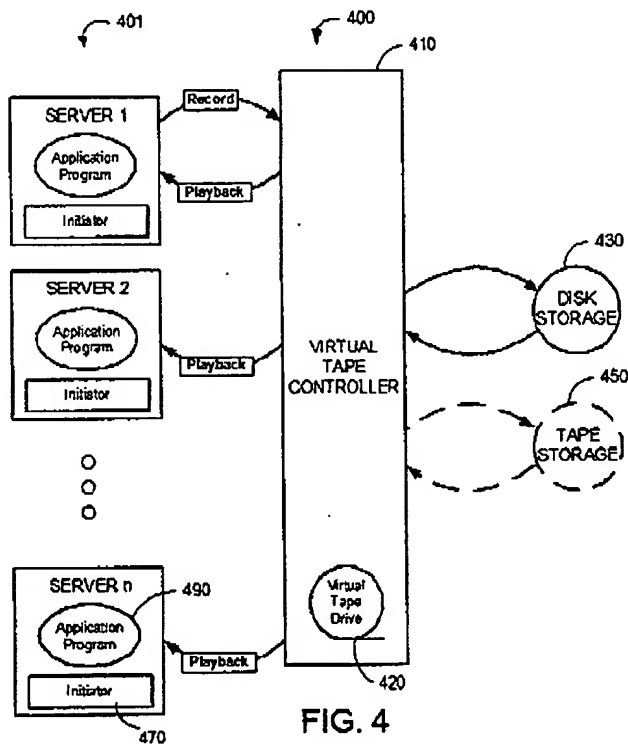 401
400
410
SERVER 1
Application
Program
Initiator
Record
Playback
SERVER 2
Application
Program
Initiator
Playback
VIRTUAL
TAPE
CONTROLLER
430
DISK
STORAGE
450
TAPE
STORAGE
SERVER n
490
Application
Program
Initiator
470
Playback
Virtual
Tape
Drive
420
FIG. 4